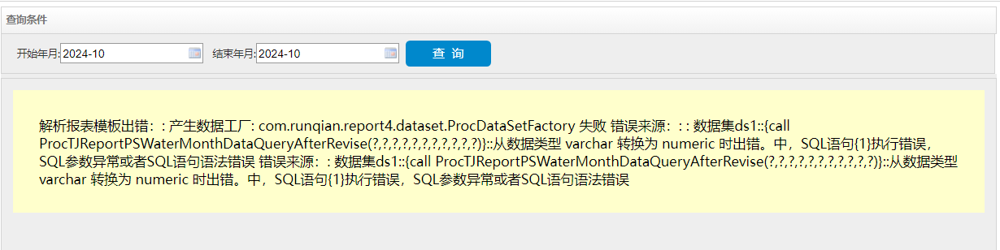 查询条件
开始年月:2024-10 结束年月:2024-10 查 询
解析报表模板出错：: 产生数据工厂: com.runqian.report4.dataset.ProcDataSetFactory 失败 错误来源：: : 数据集ds1::{call
ProcTJReportPSWaterMonthDataQueryAfterRevise(?,?,?,?,?,?,?,?,?,?,?)}::从数据类型 varchar 转换为 numeric 时出错。中，SQL语句{1}执行错误，
SQL参数异常或者SQL语句语法错误 错误来源：: 数据集ds1::{call ProcTJReportPSWaterMonthDataQueryAfterRevise(?,?,?,?,?,?,?,?,?,?,?)}::从数据类型
varchar 转换为 numeric 时出错。中，SQL语句{1}执行错误，SQL参数异常或者SQL语句语法错误